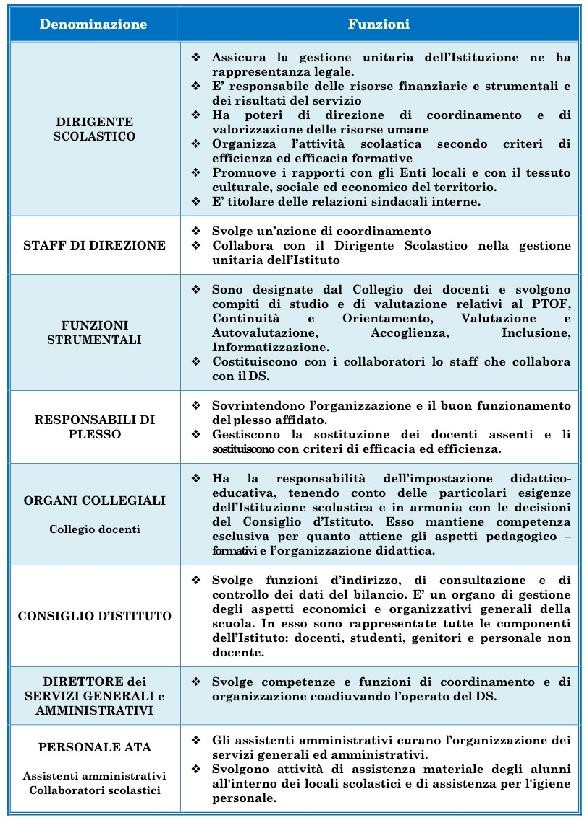 Denominazione
Funzioni
DIRIGENTE
SCOLASTICO
❖ Assicura la gestione unitaria dell'Istituzione ne ha
rappresentanza legale.
❖ E' responsabile delle risorse finanziarie e strumentali e
dei risultati del servizio
❖ Ha poteri di direzione di coordinamento e di
valorizzazione delle risorse umane
❖ Organizza l'attività scolastica secondo criteri di
efficienza ed efficacia formative
❖ Promuove i rapporti con gli Enti locali e con il tessuto
culturale, sociale ed economico del territorio.
❖ E' titolare delle relazioni sindacali interne.
STAFF DI DIREZIONE
❖ Svolge un'azione di coordinamento
❖ Collabora con il Dirigente Scolastico nella gestione
unitaria dell'Istituto
FUNZIONI
STRUMENTALI
❖ Sono designate dal Collegio dei docenti e svolgono
compiti di studio e di valutazione relativi al PTOF,
Continuità e Orientamento, Valutazione e
Autovalutazione, Accoglienza, Inclusione,
Informatizzazione.
❖ Costituiscono con i collaboratori lo staff che collabora
con il DS.
RESPONSABILI DI
PLESSO
❖ Sovrintendono l'organizzazione e il buon funzionamento
del plesso affidato.
❖ Gestiscono la sostituzione dei docenti assenti e li
sostituiscono con criteri di efficacia ed efficienza.
ORGANI COLLEGIALI
Collegio docenti
❖ Ha la responsabilità dell'impostazione didattico-
educativa, tenendo conto delle particolari esigenze
dell'Istituzione scolastica e in armonia con le decisioni
del Consiglio d'Istituto. Esso mantiene competenza
esclusiva per quanto attiene gli aspetti pedagogico –
formativi e l'organizzazione didattica.
CONSIGLIO D'ISTITUTO
❖ Svolge funzioni d'indirizzo, di consultazione e di
controllo dei dati del bilancio. E' un organo di gestione
degli aspetti economici e organizzativi generali della
scuola. In esso sono rappresentate tutte le componenti
dell'Istituto: docenti, studenti, genitori e personale non
docente.
DIRETTORE dei
SERVIZI GENERALI e
AMMINISTRATIVI
❖ Svolge competenze e funzioni di coordinamento e di
organizzazione coadiuvando l'operato del DS.
PERSONALE ATA
Assistenti amministrativi
Collaboratori scolastici
❖ Gli assistenti amministrativi curano l'organizzazione dei
servizi generali ed amministrativi.
❖ Svolgono attività di assistenza materiale degli alunni
all'interno dei locali scolastici e di assistenza per l'igiene
personale.